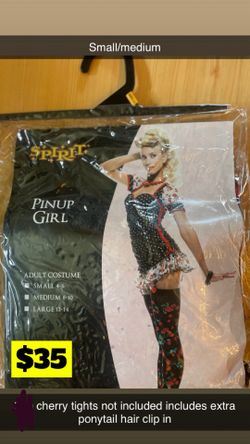 Small/medium
SPIRIT
PINUP
GIRL
ADULT COSTUME
SMALL 4-6
MEDIUM 8-10
LARGE 12-14
$35
cherry tights not included includes extra
ponytail hair clip in